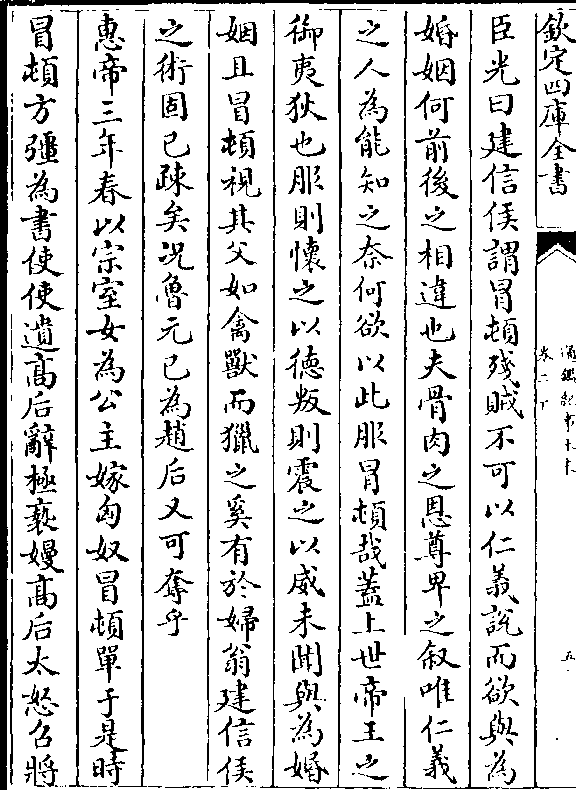 欽定四庫全書
通鑑紀事本末
卷二下
五
臣光曰建信侯謂冒頓殘賊不可以仁義說而欲與為
婚姻何前後之相違也夫骨肉之恩尊卑之叙唯仁義
之人為能知之奈何欲以此服冒頓哉蓋上世帝王之
御夷狄也服則懷之以德叛則震之以威未聞與為婚
姻且冒頓視其父如禽獸而獵之奚有於婦翁建信侯
之術固已疎矣况魯元已為趙后又可奪乎
惠帝三年春以宗室女為公主嫁匈奴冒頓單于是時
冒頓方彊為書使使遺高后辭極褻嫚高后大怒召將